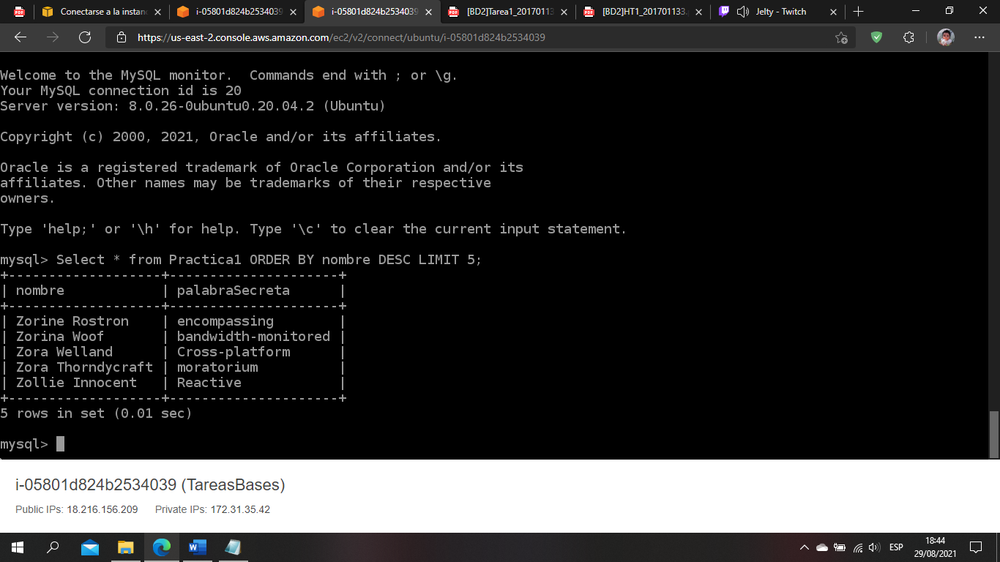 Conectarse a la instan
i-05801d824b2534039
i-05801d824b2534039
[BD2]Tarea1_20170113
[BD2]HT1_201701133.
Jelty - Twitch
https://us-east-2.console.aws.amazon.com/ec2/v2/connect/ubuntu/i-05801d824b2534039
Welcome to the MySQL monitor.  Commands end with ; or \g.
Your MySQL connection id is 20
Server version: 8.0.26-0ubuntu0.20.04.2 (Ubuntu)
Copyright (c) 2000, 2021, Oracle and/or its affiliates.
Oracle is a registered trademark of Oracle Corporation and/or its
affiliates. Other names may be trademarks of their respective
owners.
Type 'help;' or '\h' for help. Type '\c' to clear the current input statement.
mysql> Select * from Practica1 ORDER BY nombre DESC LIMIT 5;
+-------------------+---------------------+
| nombre            | palabraSecreta      |
+-------------------+---------------------+
| Zorine Rostron    | encompassing        |
| Zorina Woof       | bandwidth-monitored |
| Zora Welland      | Cross-platform      |
| Zora Thorndycraft | moratorium          |
| Zollie Innocent   | Reactive            |
+-------------------+---------------------+
5 rows in set (0.01 sec)
mysql>
i-05801d824b2534039 (TareasBases)
Public IPs: 18.216.156.209 Private IPs: 172.31.35.42
ESP
18:44
29/08/2021